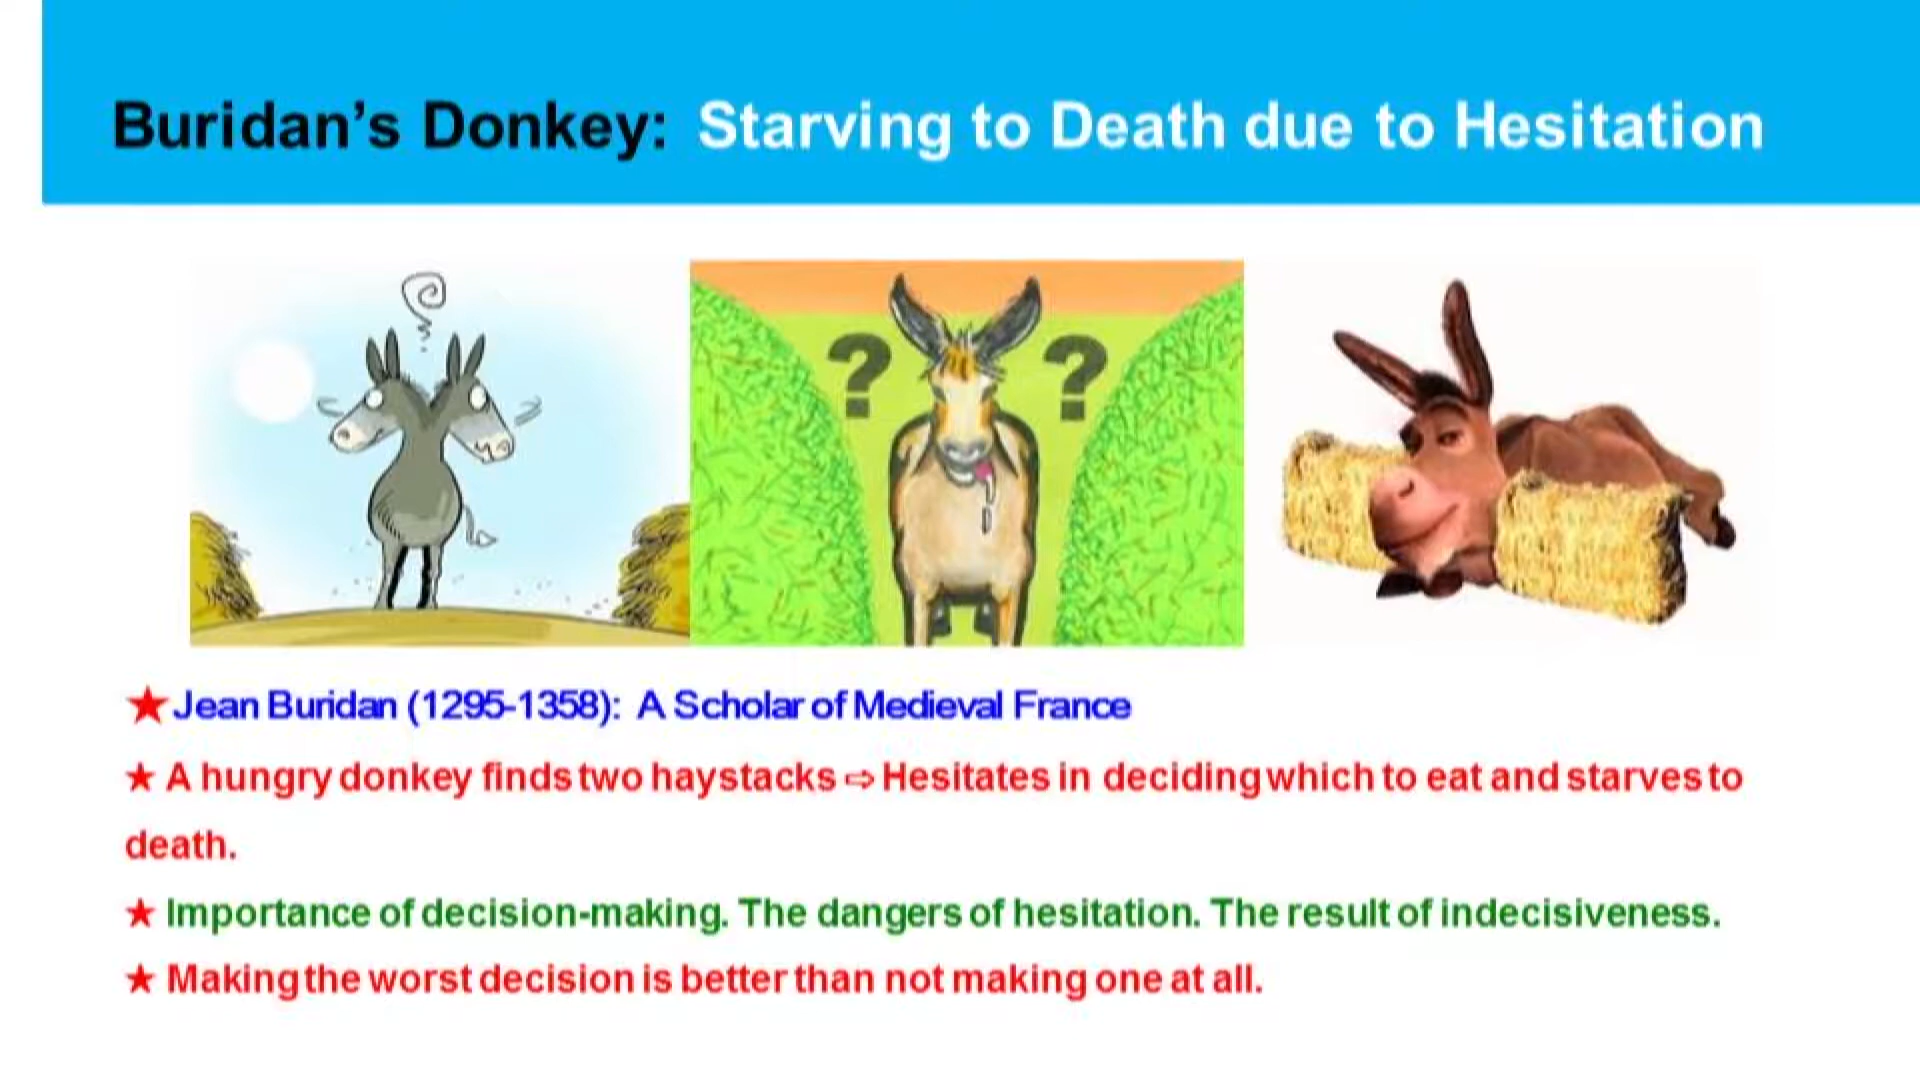 Buridan's Donkey: Starving to Death due to Hesitation
? ?
★ Jean Buridan (1295-1358): A Scholar of Medieval France
★ A hungry donkey finds two haystacks ⇨ Hesitates in deciding which to eat and starves to
death.
★ Importance of decision-making. The dangers of hesitation. The result of indecisiveness.
★ Making the worst decision is better than not making one at all.